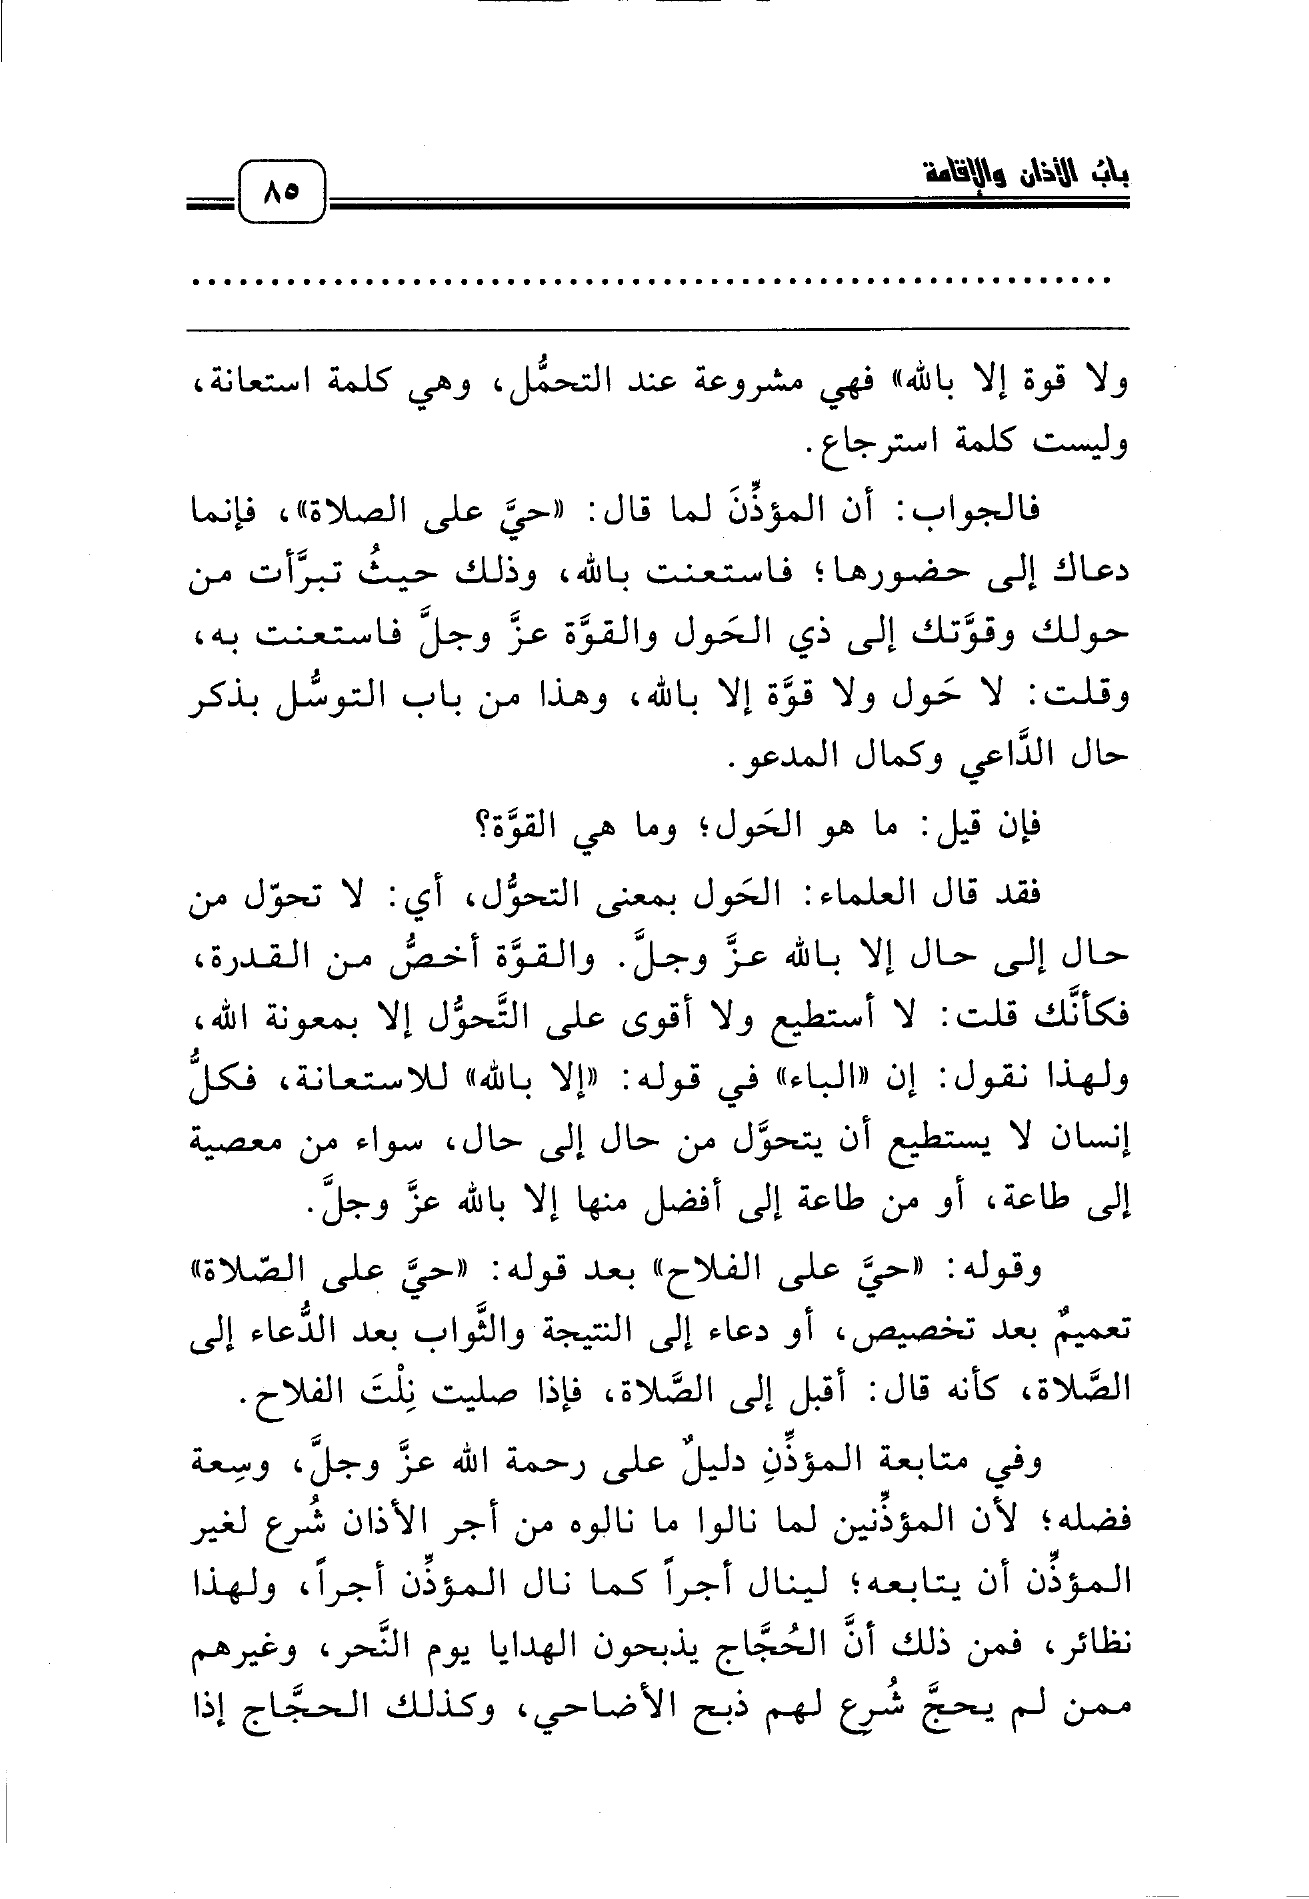 بابُ الأذان والإقامة
٨٥
ولا قوة إلا بالله» فهي مشروعة عند التحمُّل، وهي كلمة استعانة،
وليست كلمة استرجاع.
فالجواب: أن المؤذِّنَ لما قال: «حيَّ على الصلاة»، فإنما
دعاك إلى حضورها؛ فاستعنت بالله، وذلك حيثُ تبرَّأت من
حولك وقوَّتك إلى ذي الحَول والقوَّة عزَّ وجلَّ فاستعنت به،
وقلت: لا حَول ولا قوَّة إلا بالله، وهذا من باب التوسُّل بذكر
حال الدَّاعي وكمال المدعو.
فإن قيل: ما هو الحَول؛ وما هي القوَّة؟
فقد قال العلماء: الحَول بمعنى التحوُّل، أي: لا تحوّل من
حال إلى حال إلا بالله عزَّ وجلَّ. والقوَّة أخصُّ من القدرة،
فكأنَّك قلت: لا أستطيع ولا أقوى على التَّحوُّل إلا بمعونة الله،
ولهذا نقول: إن «الباء» في قوله: «إلا بالله» للاستعانة، فكلُّ
إنسان لا يستطيع أن يتحوَّل من حال إلى حال، سواء من معصية
إلى طاعة، أو من طاعة إلى أفضل منها إلا بالله عزَّ وجلَّ.
وقوله: «حيَّ على الفلاح» بعد قوله: «حيَّ على الصّلاة»
تعميمٌ بعد تخصيص، أو دعاء إلى النتيجة والثَّواب بعد الدُّعاء إلى
الصَّلاة، كأنه قال: أقبل إلى الصَّلاة، فإذا صليت نِلْتَ الفلاح.
وفي متابعة المؤذِّنِ دليلٌ على رحمة الله عزَّ وجلَّ، وسِعة
فضله؛ لأن المؤذِّنين لما نالوا ما نالوه من أجر الأذان شُرع لغير
المؤذِّن أن يتابعه؛ لينال أجراً كما نال المؤذِّن أجراً، ولهذا
نظائر، فمن ذلك أنَّ الحُجَّاج يذبحون الهدايا يوم النَّحر، وغيرهم
ممن لم يحجَّ شُرِع لهم ذبح الأضاحي، وكذلك الحجَّاج إذا